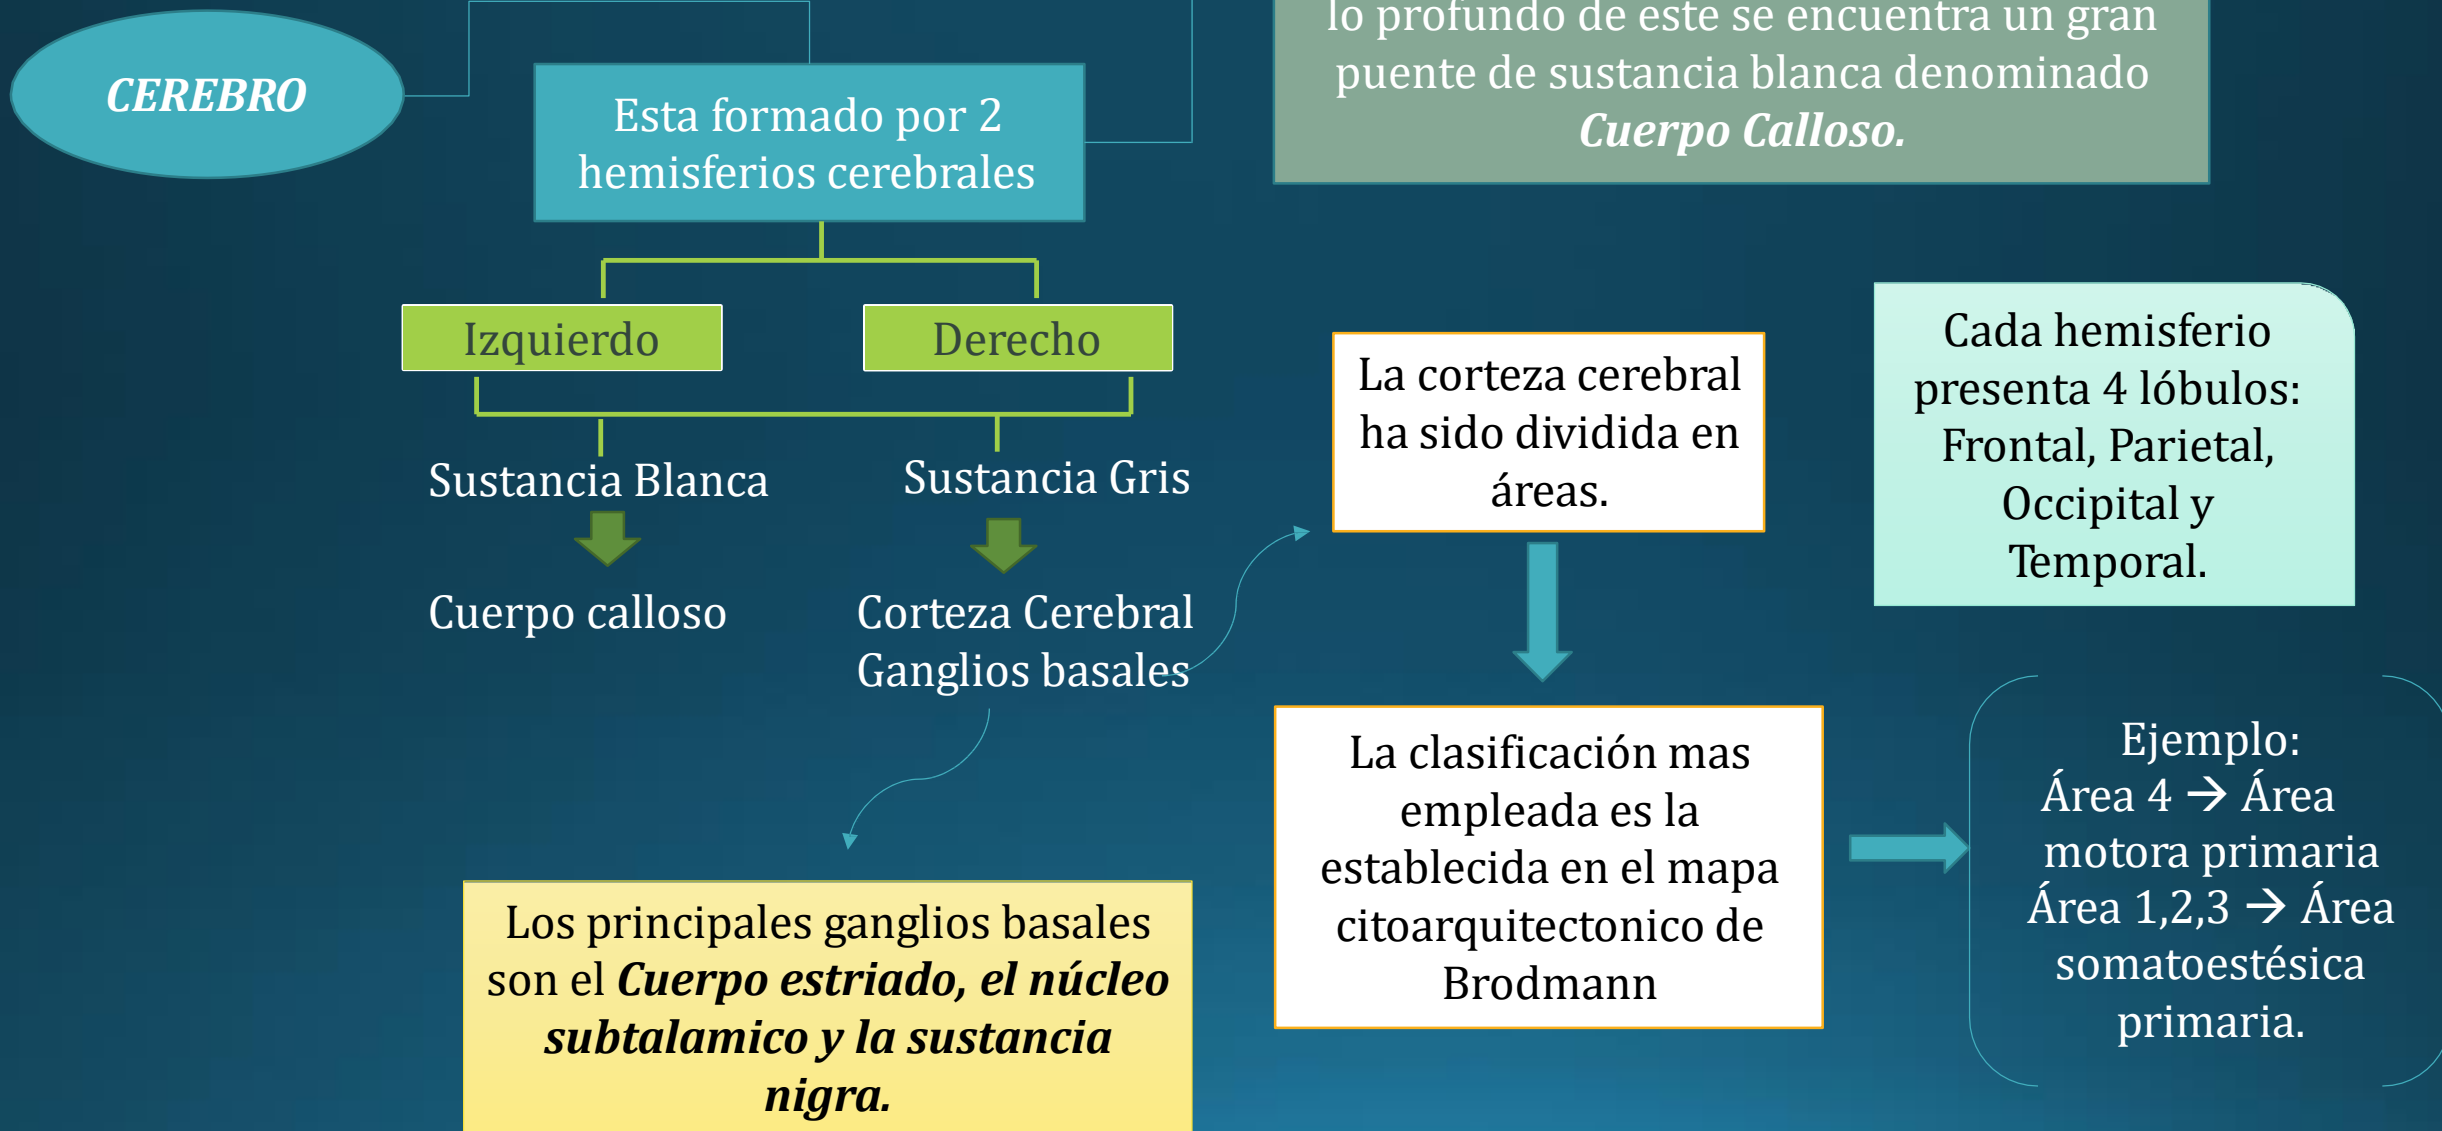 lo profundo de este se encuentra un gran
puente de sustancia blanca denominado
Cuerpo Calloso.
CEREBRO
Esta formado por 2
hemisferios cerebrales
Izquierdo
Derecho
Sustancia Blanca
Sustancia Gris
Cuerpo calloso
Corteza Cerebral
Ganglios basales
La corteza cerebral
ha sido dividida en
áreas.
Cada hemisferio
presenta 4 lóbulos:
Frontal, Parietal,
Occipital y
Temporal.
La clasificación mas
empleada es la
establecida en el mapa
citoarquitectonico de
Brodmann
Ejemplo:
Área 4 → Área
motora primaria
Área 1,2,3 → Área
somatoestésica
primaria.
Los principales ganglios basales
son el Cuerpo estriado, el núcleo
subtalamico y la sustancia
nigra.